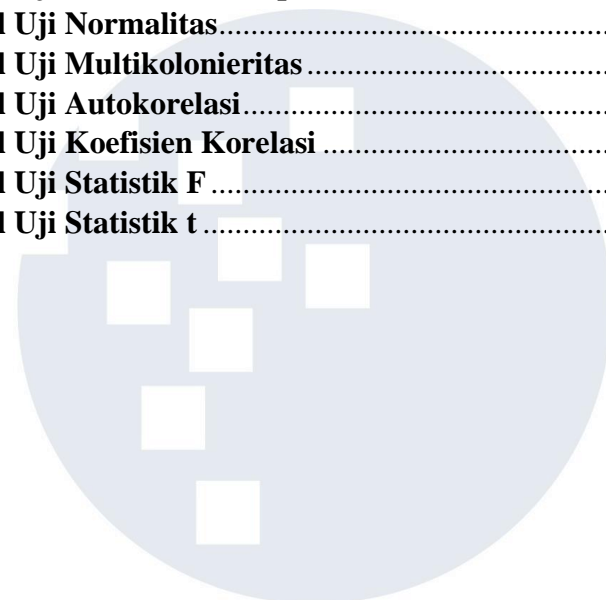 l Uji Normalitas................................................................
l Uji Multikolonieritas..................................................
l Uji Autokorelasi............................................................
l Uji Koefisien Korelasi................................................
l Uji Statistik F................................................................
l Uji Statistik t.................................................................